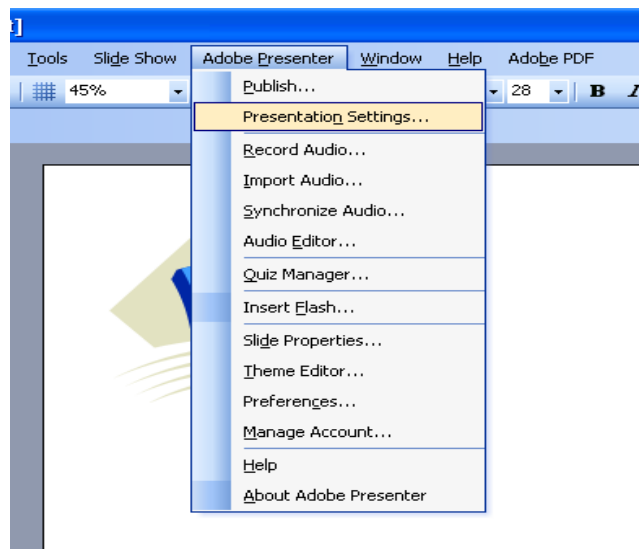 t]
Tools Slide Show Adobe Presenter Window Help Adobe PDF
45% 28 B I
Publish...
Presentation Settings...
Record Audio...
Import Audio...
Synchronize Audio...
Audio Editor...
Quiz Manager...
Insert Flash...
Slide Properties...
Theme Editor...
Preferences...
Manage Account...
Help
About Adobe Presenter